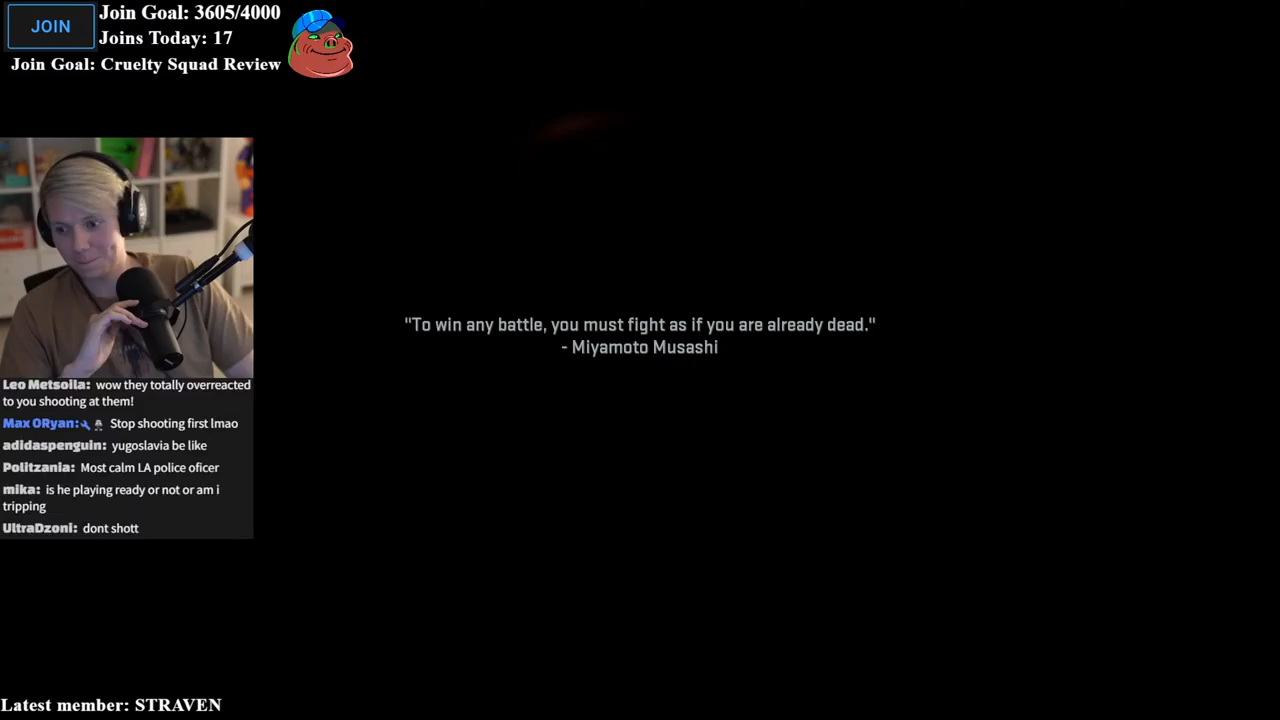 JOIN
Join Goal: 3605/4000
Joins Today: 17
Join Goal: Cruelty Squad Review
"To win any battle, you must fight as if you are already dead."
- Miyamoto Musashi
Leo Metsoila: wow they totally overreacted
to you shooting at them!
Max ORyan: Stop shooting first lmao
adidaspenguin: yugoslavia be like
Politzania: Most calm LA police oficer
mika: is he playing ready or not or am i
tripping
UltraDzoni: dont shott
Latest member: STRAVEN